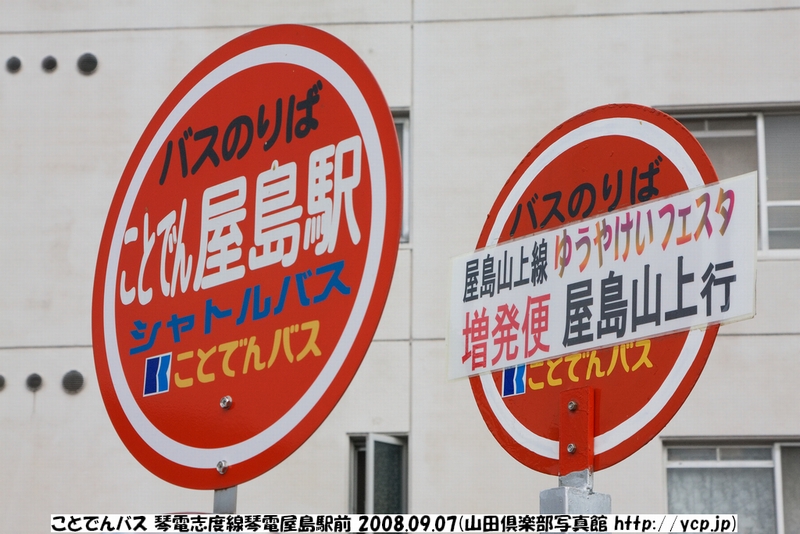 バスのりば
ことでん屋島駅
シャトルバス
ことでんバス
バスのりば
屋島山上線 ゆうやけいフェスタ
増発便 屋島山上行
ことでんバス
ことでんバス 琴電志度線琴電屋島駅前 2008.09.07(山田倶楽部写真館 http://ycp.jp)